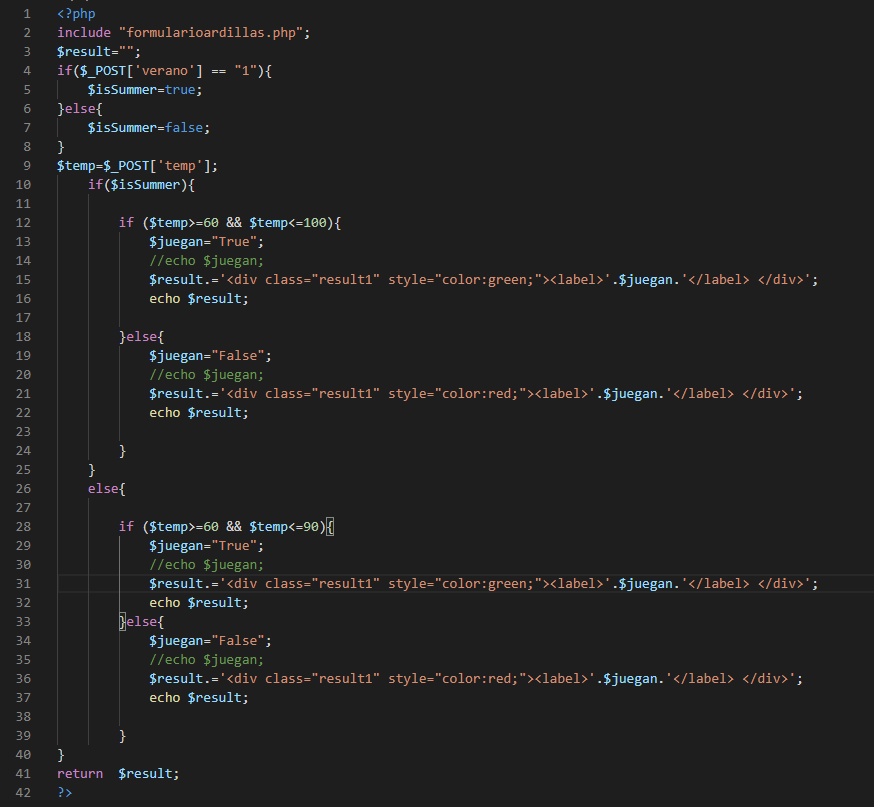 1 <?php
2 include "formularioardillas.php";
3 $result="";
4 if($_POST['verano'] == "1"){
5     $isSummer=true;
6 }else{
7     $isSummer=false;
8 }
9 $temp=$_POST['temp'];
10     if($isSummer){
11
12         if ($temp>=60 && $temp<=100){
13             $juegan="True";
14             //echo $juegan;
15             $result.='<div class="result1" style="color:green;"><label>'.$juegan.'</label> </div>';
16             echo $result;
17
18         }else{
19             $juegan="False";
20             //echo $juegan;
21             $result.='<div class="result1" style="color:red;"><label>'.$juegan.'</label> </div>';
22             echo $result;
23
24         }
25     }
26     else{
27
28         if ($temp>=60 && $temp<=90){
29             $juegan="True";
30             //echo $juegan;
31             $result.='<div class="result1" style="color:green;"><label>'.$juegan.'</label> </div>';
32             echo $result;
33         }else{
34             $juegan="False";
35             //echo $juegan;
36             $result.='<div class="result1" style="color:red;"><label>'.$juegan.'</label> </div>';
37             echo $result;
38
39         }
40 }
41 return  $result;
42 ?>